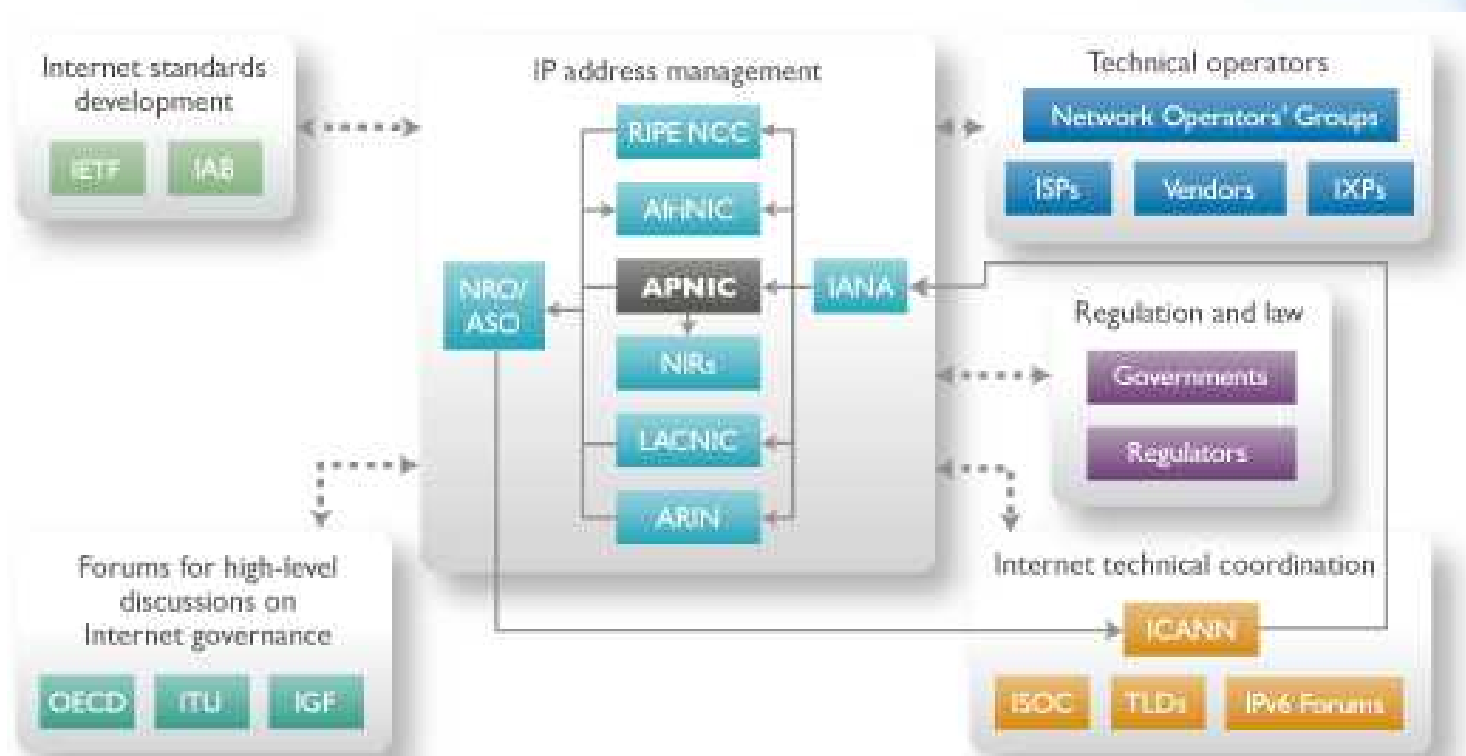 Internet standards
development
IETF
IAB
IP address management
RIPE NCC
AfriNIC
APNIC
NIRs
LACNIC
ARIN
NRO/
ASO
IANA
Technical operators
Network Operators' Groups
ISPs
Vendors
IXPs
Regulation and law
Governments
Regulators
Forums for high-level
discussions on
Internet governance
OECD
ITU
IGF
Internet technical coordination
ICANN
ISOC
TLDs
IPv6 Forums